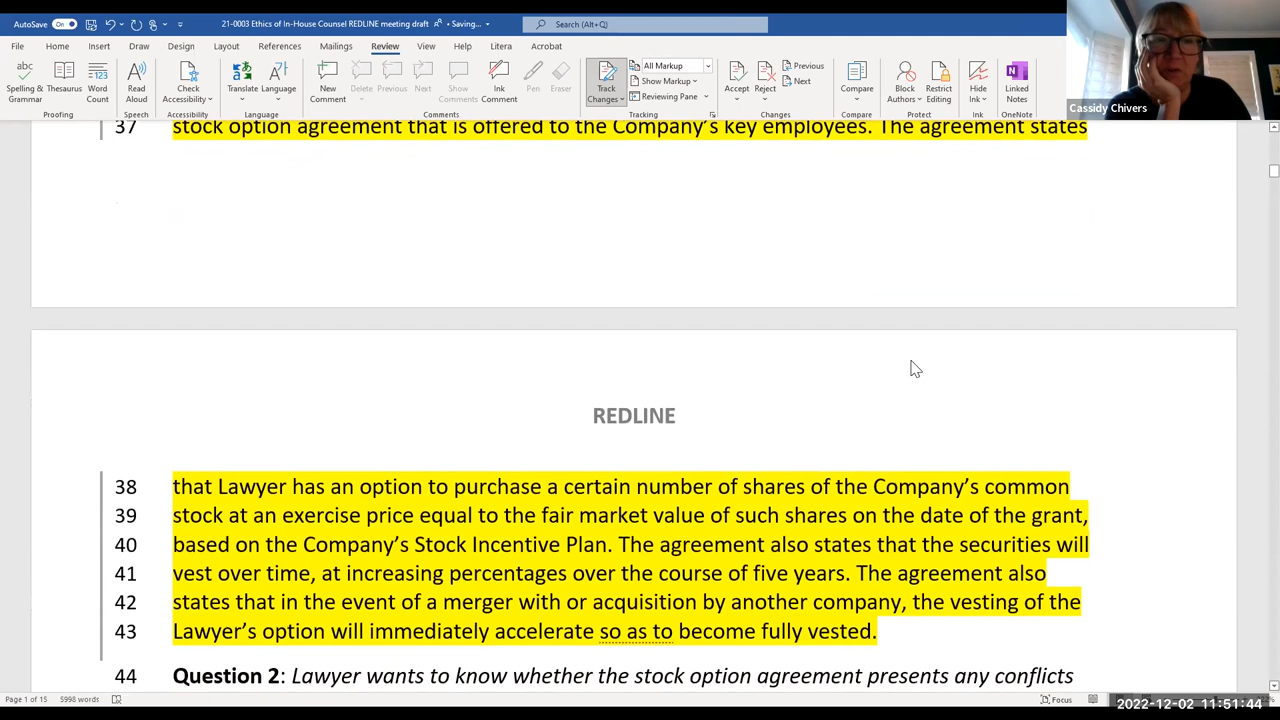 AutoSave On 21-0003 Ethics of In-House Counsel REDLINE meeting draft • Saving... Search (Alt+Q)
File Home Insert Draw Design Layout References Mailings Review View Help Litera Acrobat
Spelling & Grammar Thesaurus Word Count Read Aloud Check Accessibility Translate Language New Comment Delete Previous Next Show Comments Ink Comment Pen Eraser Track Changes All Markup Show Markup Reviewing Pane Accept Reject Previous Next Compare Block Authors Restrict Editing Hide Ink Linked Notes
Proofing Speech Accessibility Language Comments Inking Tracking Changes Compare Protect Ink OneNote
Cassidy Chivers
37 stock option agreement that is offered to the Company's key employees. The agreement states
REDLINE
38 that Lawyer has an option to purchase a certain number of shares of the Company's common
39 stock at an exercise price equal to the fair market value of such shares on the date of the grant,
40 based on the Company's Stock Incentive Plan. The agreement also states that the securities will
41 vest over time, at increasing percentages over the course of five years. The agreement also
42 states that in the event of a merger with or acquisition by another company, the vesting of the
43 Lawyer's option will immediately accelerate so as to become fully vested.
44 Question 2: Lawyer wants to know whether the stock option agreement presents any conflicts
Page 1 of 15 5998 words Focus
2022-12-02 11:51:44